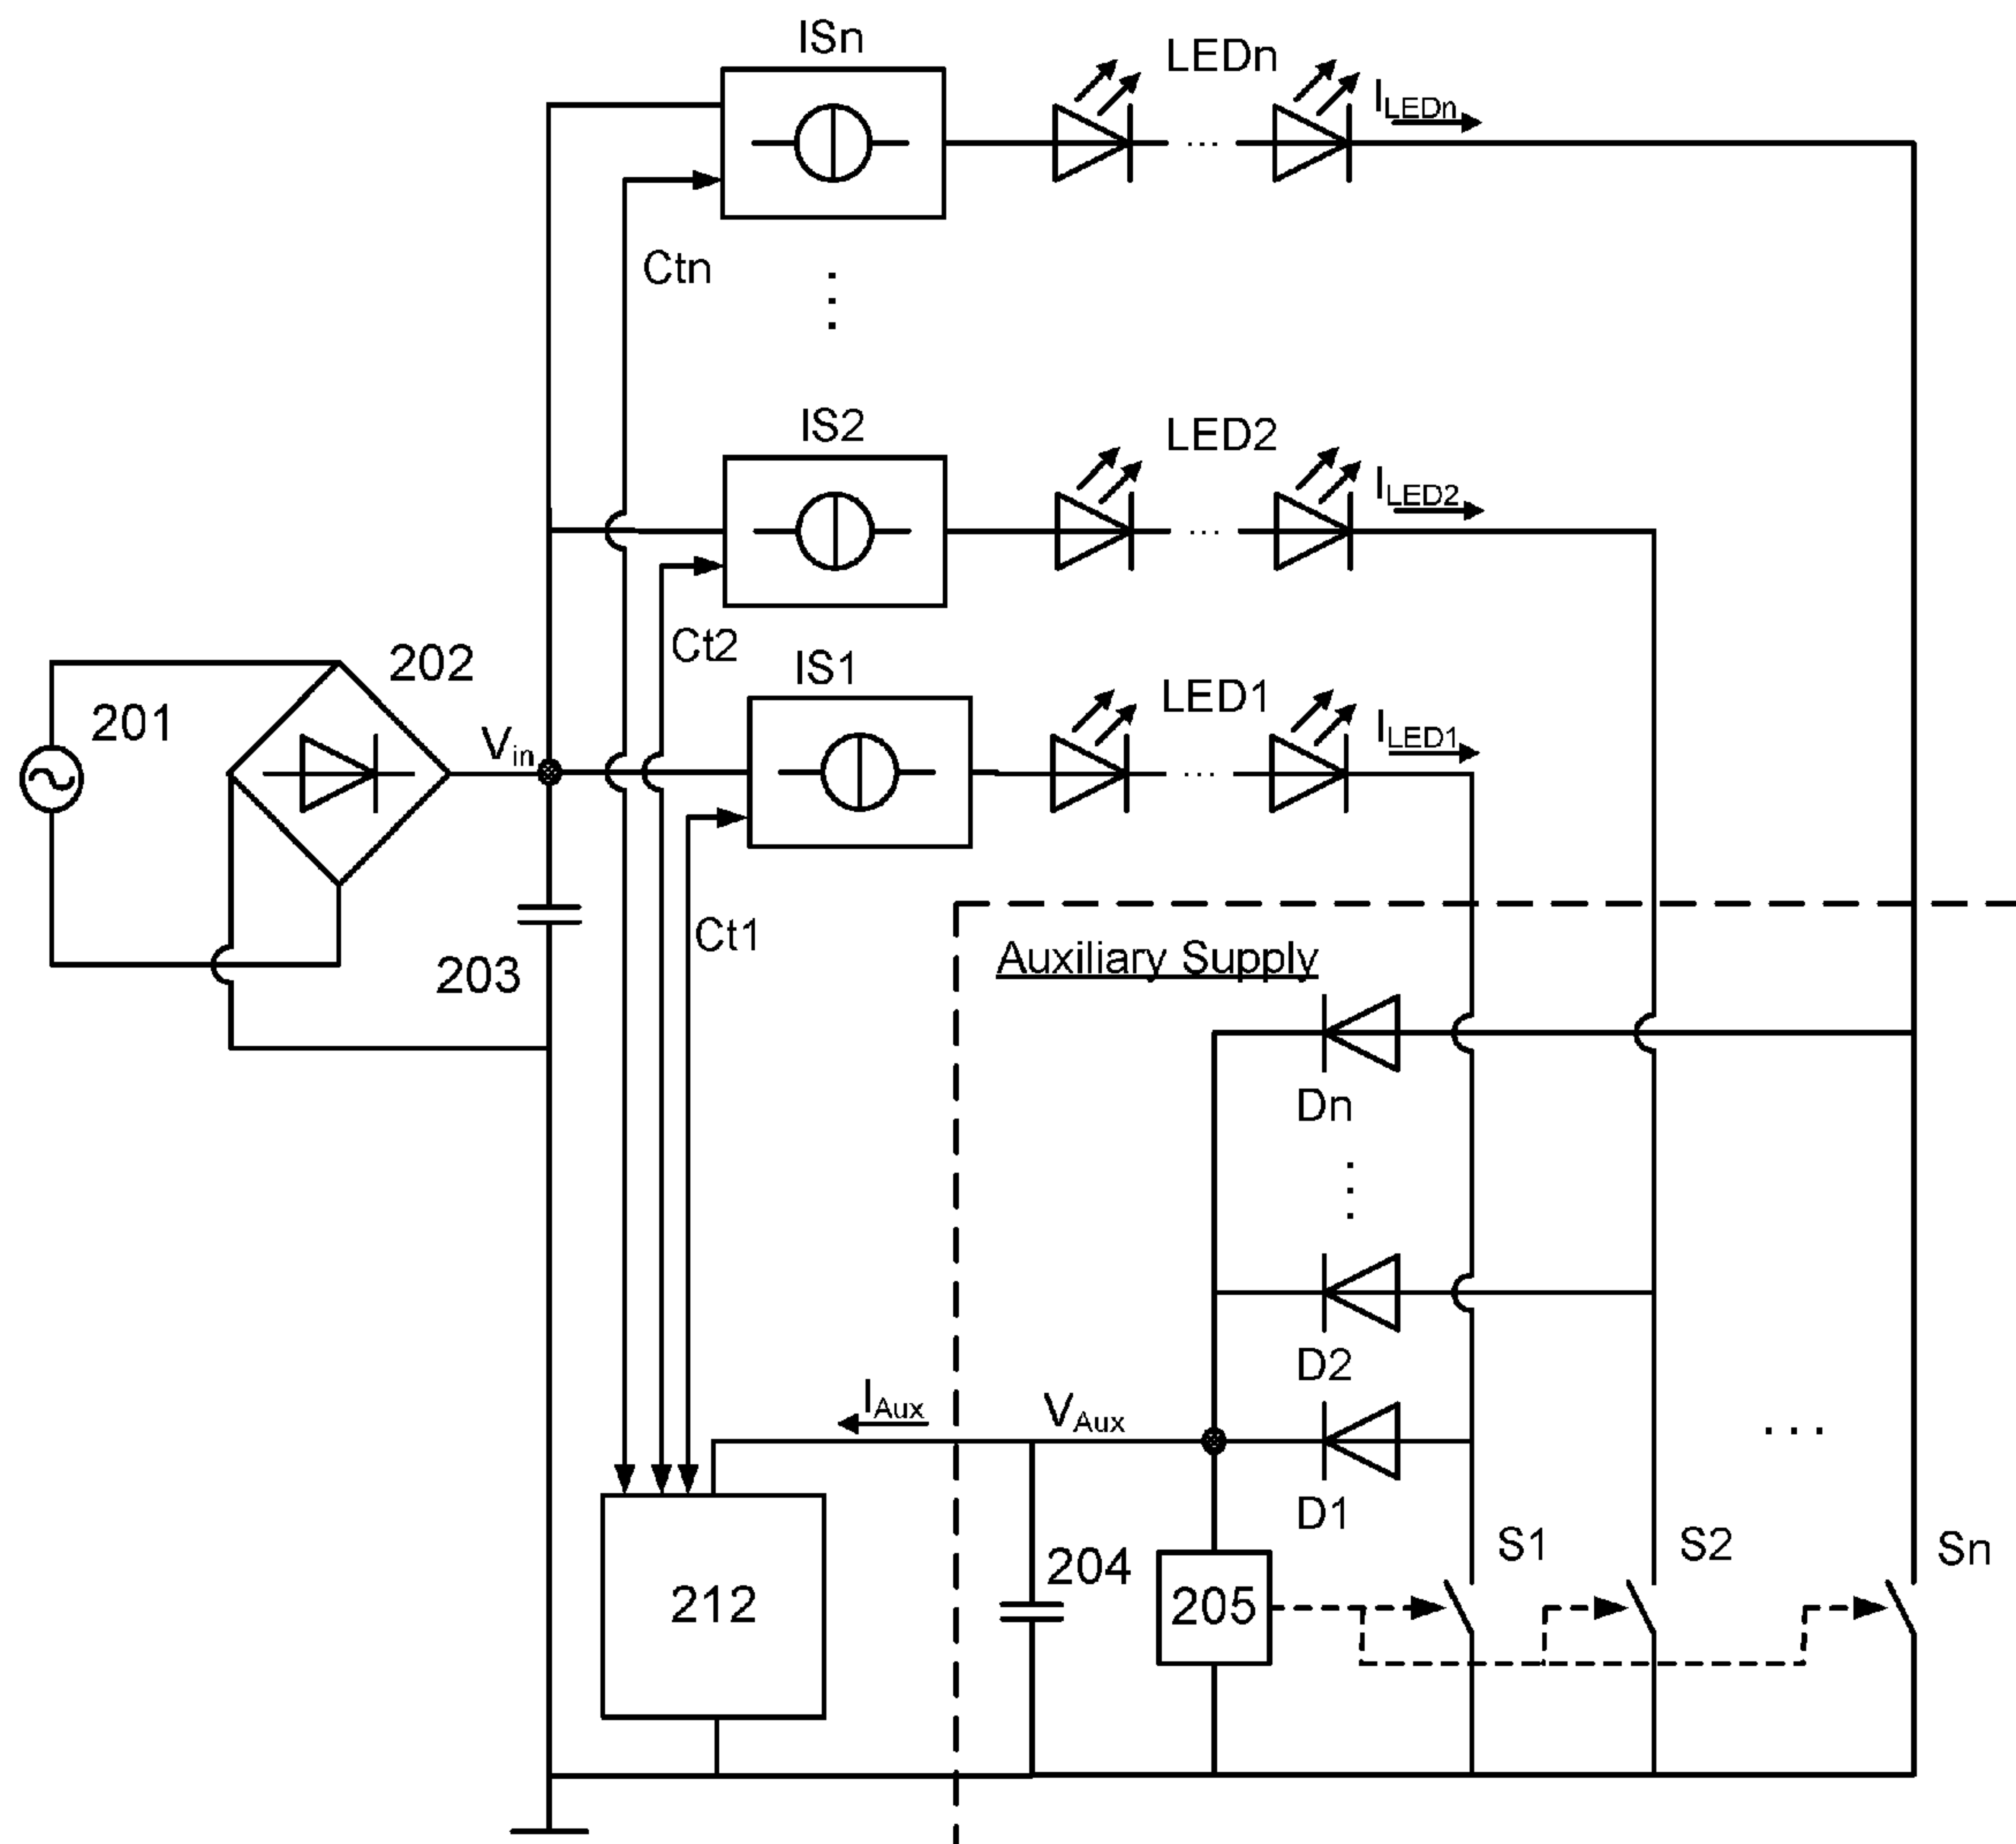 ISn
LEDn
ILEDn
Ctn
IS2
LED2
ILED2
Ct2
202
201
IS1
LED1
ILED1
Vin
Ct1
203
Auxiliary Supply
Dn
D2
IAux
VAux
D1
S1
S2
Sn
204
205
212